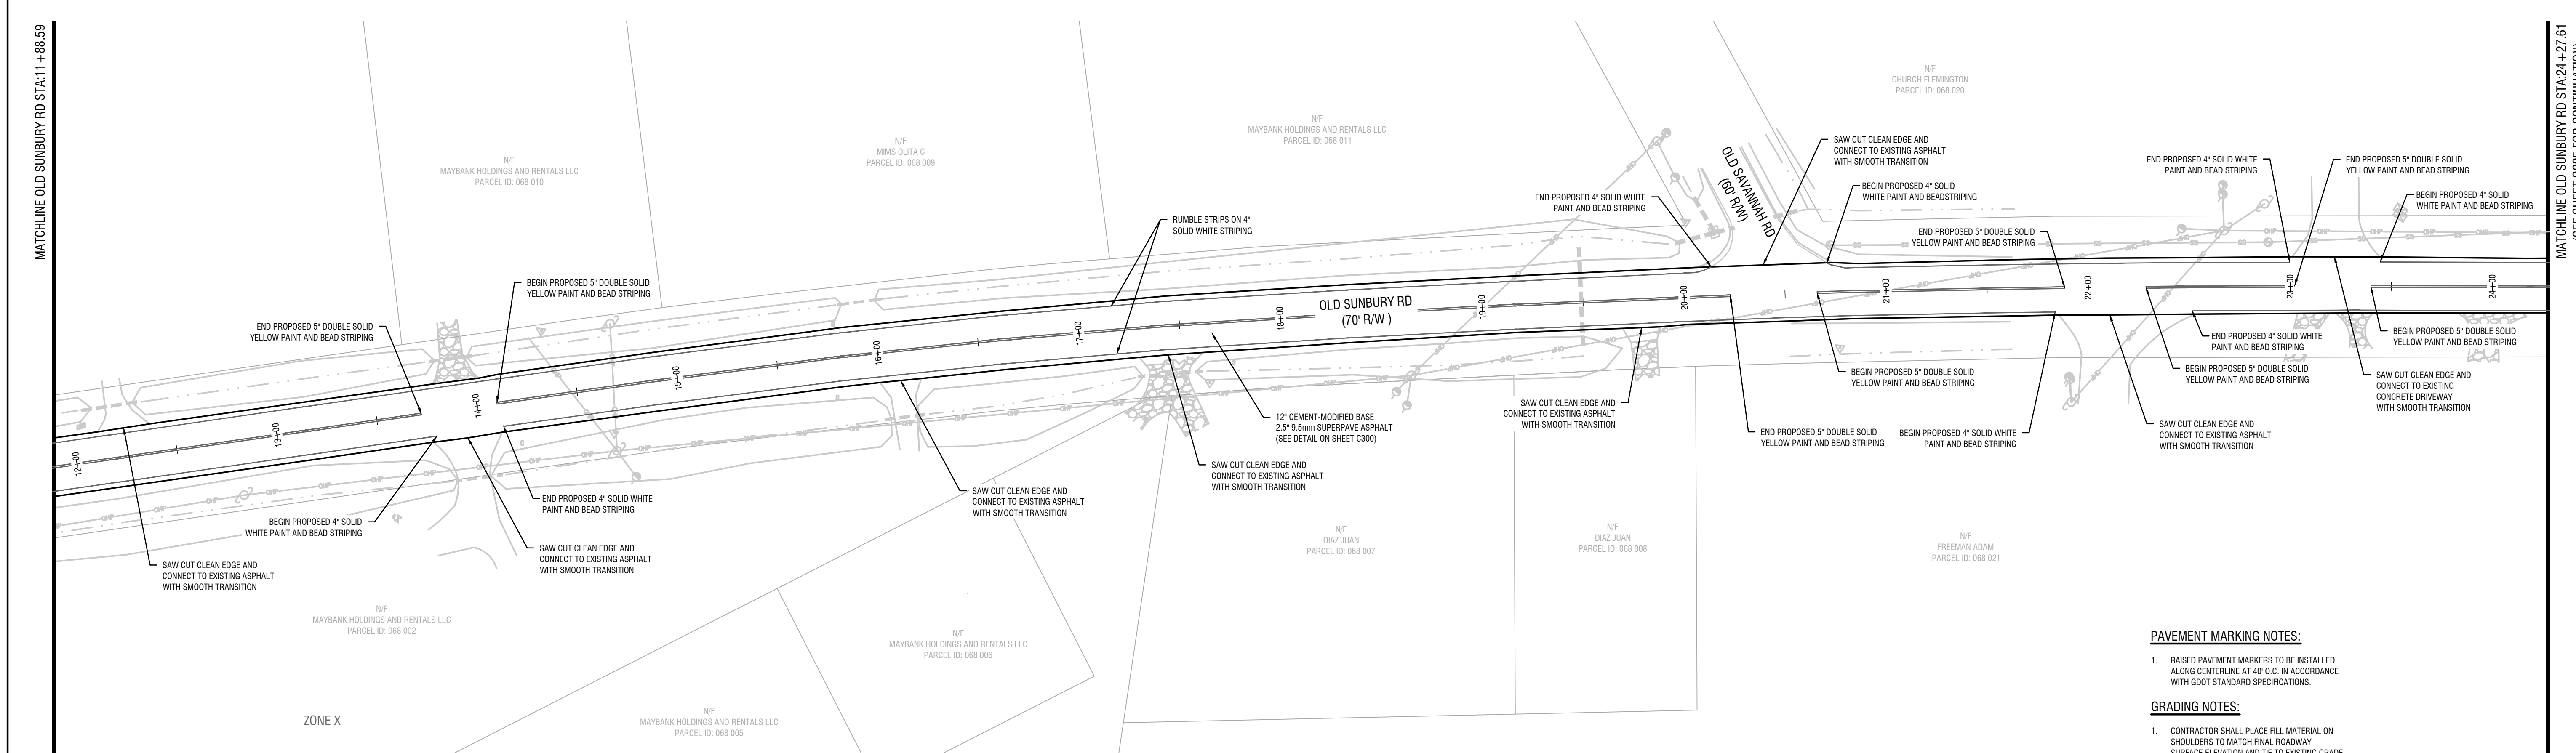 MATCHLINE OLD SUNBURY RD STA:11+88.59
N/F
MAYBANK HOLDINGS AND RENTALS LLC
PARCEL ID: 068 010
N/F
MIMS OLITA C
PARCEL ID: 068 009
N/F
MAYBANK HOLDINGS AND RENTALS LLC
PARCEL ID: 068 011
N/F
CHURCH FLEMINGTON
PARCEL ID: 068 020
MATCHLINE OLD SUNBURY RD STA:24+27.61
END PROPOSED 5" DOUBLE SOLID
YELLOW PAINT AND BEAD STRIPING
BEGIN PROPOSED 5" DOUBLE SOLID
YELLOW PAINT AND BEAD STRIPING
RUMBLE STRIPS ON 4"
SOLID WHITE STRIPING
END PROPOSED 4" SOLID WHITE
PAINT AND BEAD STRIPING
OLD SAVANNAH RD
(60' R/W)
SAW CUT CLEAN EDGE AND
CONNECT TO EXISTING ASPHALT
WITH SMOOTH TRANSITION
BEGIN PROPOSED 4" SOLID
WHITE PAINT AND BEADSTRIPING
END PROPOSED 5" DOUBLE SOLID
YELLOW PAINT AND BEAD STRIPING
END PROPOSED 4" SOLID WHITE
PAINT AND BEAD STRIPING
END PROPOSED 5" DOUBLE SOLID
YELLOW PAINT AND BEAD STRIPING
BEGIN PROPOSED 4" SOLID
WHITE PAINT AND BEAD STRIPING
12+00
13+00
14+00
15+00
16+00
17+00
18+00
OLD SUNBURY RD
(70' R/W )
19+00
20+00
21+00
22+00
23+00
24+00
SAW CUT CLEAN EDGE AND
CONNECT TO EXISTING ASPHALT
WITH SMOOTH TRANSITION
BEGIN PROPOSED 4" SOLID
WHITE PAINT AND BEAD STRIPING
END PROPOSED 4" SOLID WHITE
PAINT AND BEAD STRIPING
SAW CUT CLEAN EDGE AND
CONNECT TO EXISTING ASPHALT
WITH SMOOTH TRANSITION
SAW CUT CLEAN EDGE AND
CONNECT TO EXISTING ASPHALT
WITH SMOOTH TRANSITION
SAW CUT CLEAN EDGE AND
CONNECT TO EXISTING ASPHALT
WITH SMOOTH TRANSITION
12" CEMENT-MODIFIED BASE
2.5" 9.5mm SUPERPAVE ASPHALT
(SEE DETAIL ON SHEET C300)
SAW CUT CLEAN EDGE AND
CONNECT TO EXISTING ASPHALT
WITH SMOOTH TRANSITION
END PROPOSED 5" DOUBLE SOLID
YELLOW PAINT AND BEAD STRIPING
BEGIN PROPOSED 5" DOUBLE SOLID
YELLOW PAINT AND BEAD STRIPING
BEGIN PROPOSED 4" SOLID WHITE
PAINT AND BEAD STRIPING
SAW CUT CLEAN EDGE AND
CONNECT TO EXISTING ASPHALT
WITH SMOOTH TRANSITION
BEGIN PROPOSED 5" DOUBLE SOLID
YELLOW PAINT AND BEAD STRIPING
END PROPOSED 4" SOLID WHITE
PAINT AND BEAD STRIPING
BEGIN PROPOSED 5" DOUBLE SOLID
YELLOW PAINT AND BEAD STRIPING
SAW CUT CLEAN EDGE AND
CONNECT TO EXISTING
CONCRETE DRIVEWAY
WITH SMOOTH TRANSITION
N/F
MAYBANK HOLDINGS AND RENTALS LLC
PARCEL ID: 068 002
N/F
MAYBANK HOLDINGS AND RENTALS LLC
PARCEL ID: 068 005
N/F
MAYBANK HOLDINGS AND RENTALS LLC
PARCEL ID: 068 006
N/F
DIAZ JUAN
PARCEL ID: 068 007
N/F
DIAZ JUAN
PARCEL ID: 068 008
N/F
FREEMAN ADAM
PARCEL ID: 068 021
ZONE X
PAVEMENT MARKING NOTES:
1. RAISED PAVEMENT MARKERS TO BE INSTALLED
ALONG CENTERLINE AT 40' O.C. IN ACCORDANCE
WITH GDOT STANDARD SPECIFICATIONS.
GRADING NOTES:
1. CONTRACTOR SHALL PLACE FILL MATERIAL ON
SHOULDERS TO MATCH FINAL ROADWAY
SURFACE ELEVATION AND TIE TO EXISTING GRADE